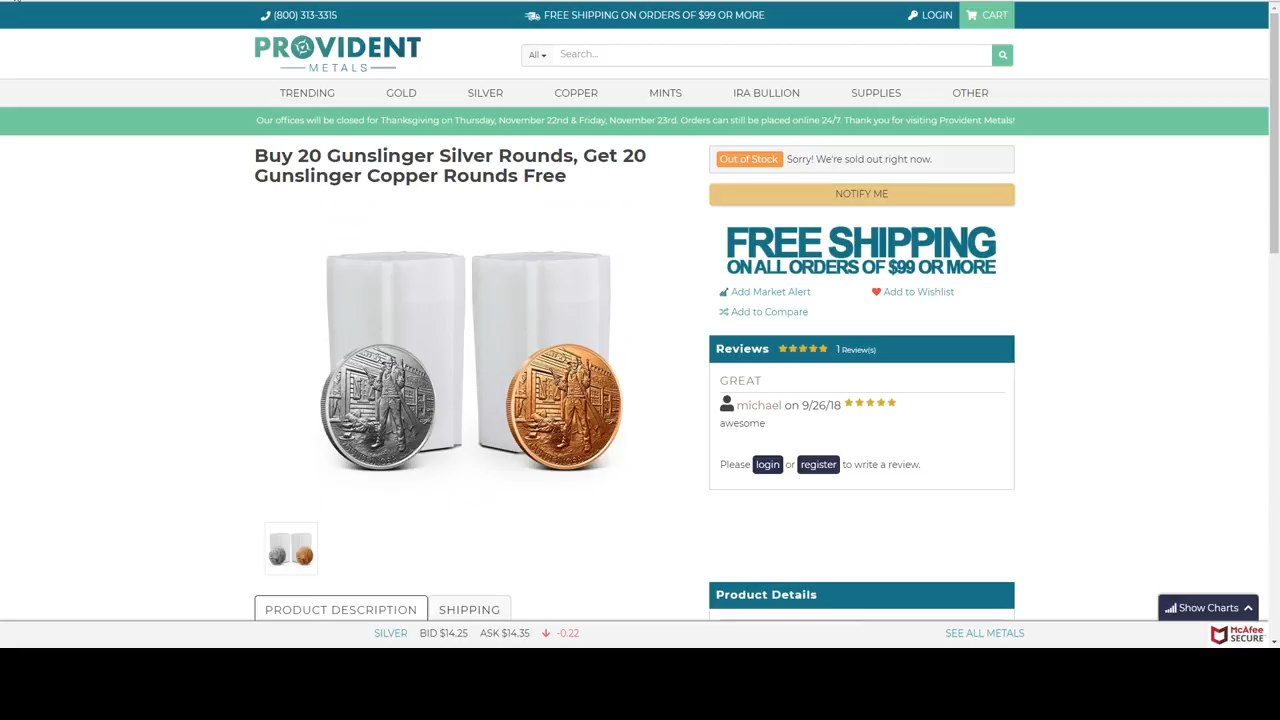 (800) 313-3315
FREE SHIPPING ON ORDERS OF $99 OR MORE
LOGIN
CART
PROVIDENT
METALS
All
Search...
TRENDING
GOLD
SILVER
COPPER
MINTS
IRA BULLION
SUPPLIES
OTHER
Our offices will be closed for Thanksgiving on Thursday, November 22nd & Friday, November 23rd. Orders can still be placed online 24/7. Thank you for visiting Provident Metals!
Buy 20 Gunslinger Silver Rounds, Get 20
Gunslinger Copper Rounds Free
Out of Stock Sorry! We're sold out right now.
NOTIFY ME
FREE SHIPPING
ON ALL ORDERS OF $99 OR MORE
Add Market Alert
Add to Wishlist
Add to Compare
Reviews 1 Review(s)
GREAT
michael on 9/26/18
awesome
Please login or register to write a review.
PRODUCT DESCRIPTION
SHIPPING
Product Details
Show Charts
SILVER BID $14.25 ASK $14.35 -0.22
SEE ALL METALS
McAfee
SECURE